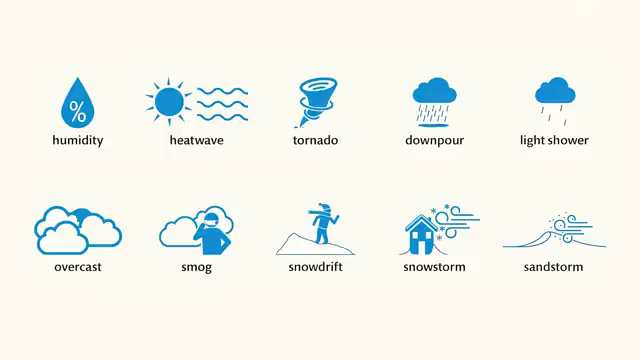 %
humidity
heatwave
tornado
downpour
light shower
overcast
smog
snowdrift
snowstorm
sandstorm